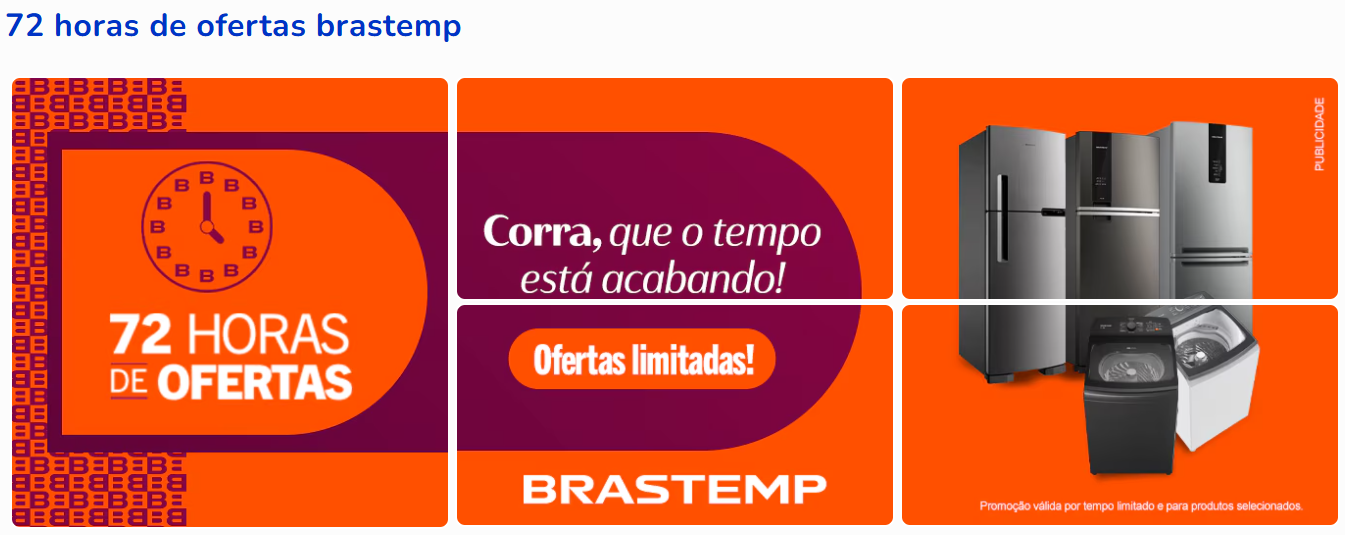 72 horas de ofertas brastemp
72 HORAS
DE OFERTAS
Corra, que o tempo
está acabando!
Ofertas limitadas!
BRASTEMP
PUBLICIDADE
Promoção válida por tempo limitado e para produtos selecionados.